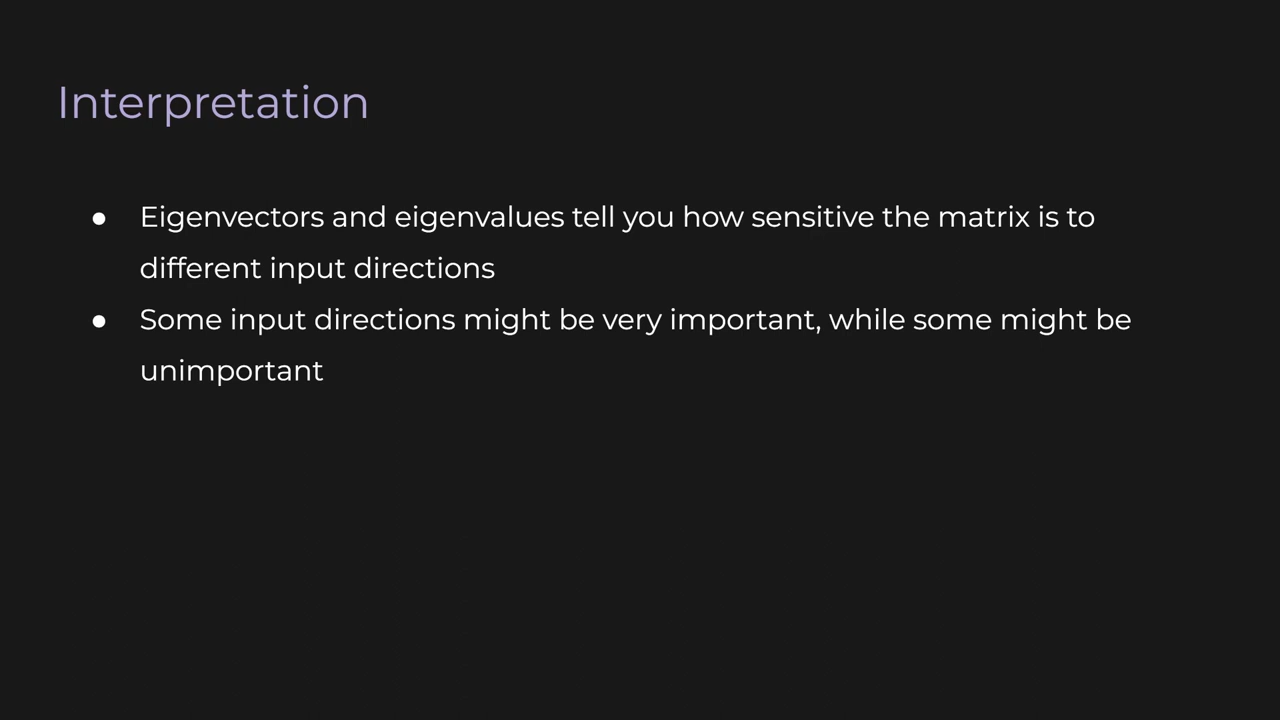 Interpretation
● Eigenvectors and eigenvalues tell you how sensitive the matrix is to
different input directions
● Some input directions might be very important, while some might be
unimportant